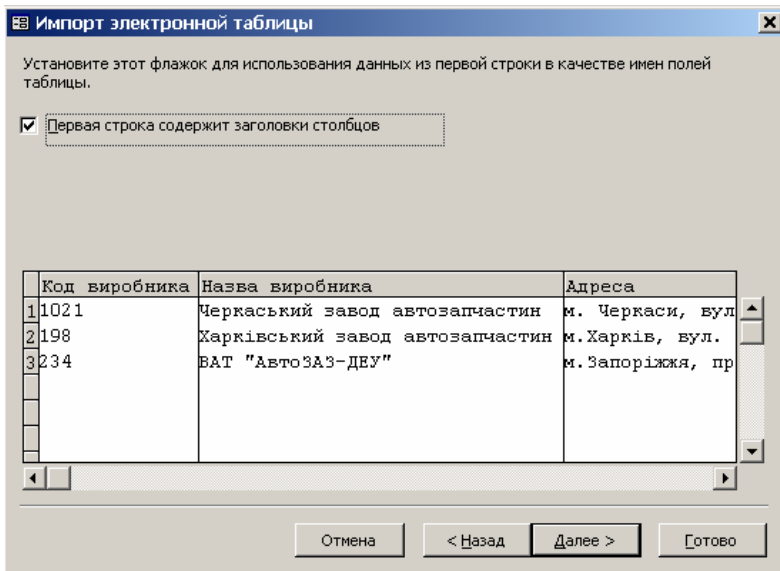 Импорт электронной таблицы
Установите этот флажок для использования данных из первой строки в качестве имен полей
таблицы.
Первая строка содержит заголовки столбцов
Код виробника Назва виробника Адреса
1 1021 Черкаський завод автозапчастин м. Черкаси, вул
2 198 Харківський завод автозапчастин м.Харків, вул.
3 234 ВАТ "АвтоЗАЗ-ДЕУ" м.Запоріжжя, пр
Отмена < Назад Далее > Готово